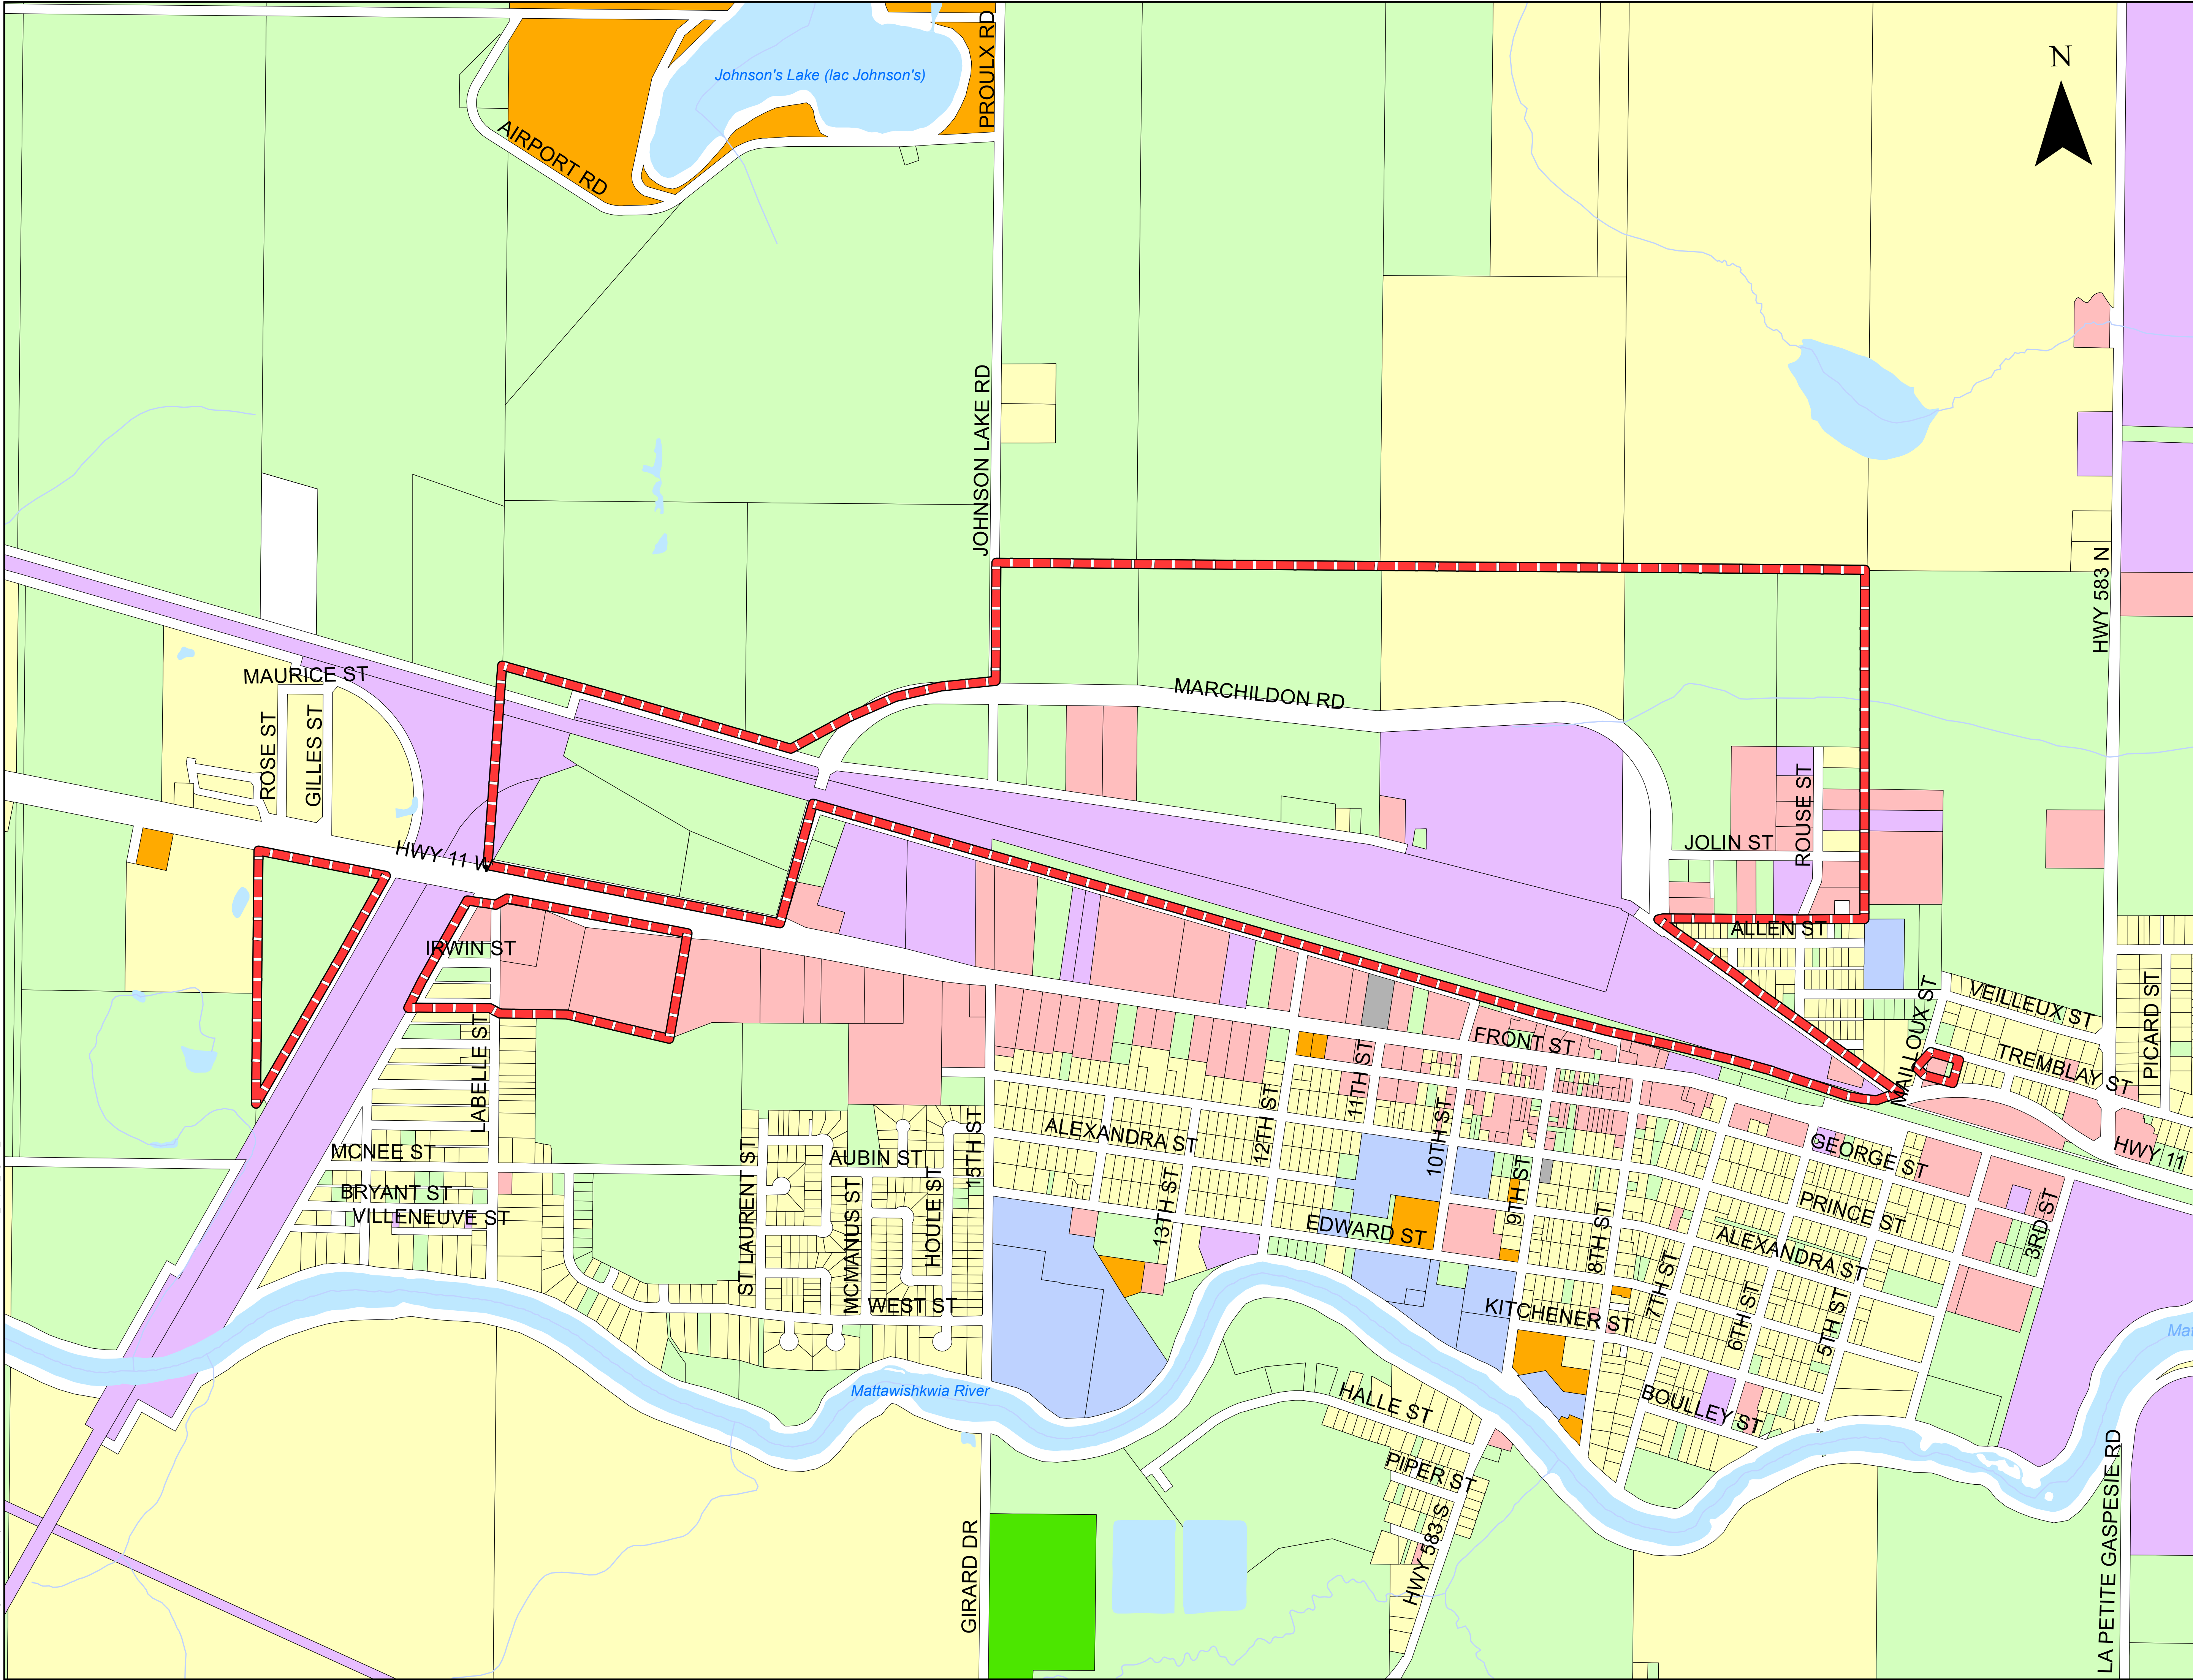 N
Johnson's Lake (lac Johnson's)
PROULX RD
AIRPORT RD
JOHNSON LAKE RD
HWY 583 N
MAURICE ST
MARCHILDON RD
ROSE ST
GILLES ST
ROUSE ST
JOLIN ST
HWY 11 W
ALLEN ST
IRWIN ST
MAILLOUX ST
VEILLEUX ST
PICARD ST
LABELLE ST
FRONT ST
TREMBLAY ST
11TH ST
12TH ST
10TH ST
ALEXANDRA ST
15TH ST
MCNEE ST
AUBIN ST
ST LAURENT ST
GEORGE ST
HWY 11
BRYANT ST
VILLENEUVE ST
MCMANUS ST
HOULE ST
13TH ST
EDWARD ST
9TH ST
8TH ST
PRINCE ST
3RD ST
ALEXANDRA ST
7TH ST
WEST ST
KITCHENER ST
6TH ST
5TH ST
Mat
Mattawishkwia River
HALLE ST
BOULLEY ST
PIPER ST
HWY 583 S
GIRARD DR
LA PETITE GASPESIE RD